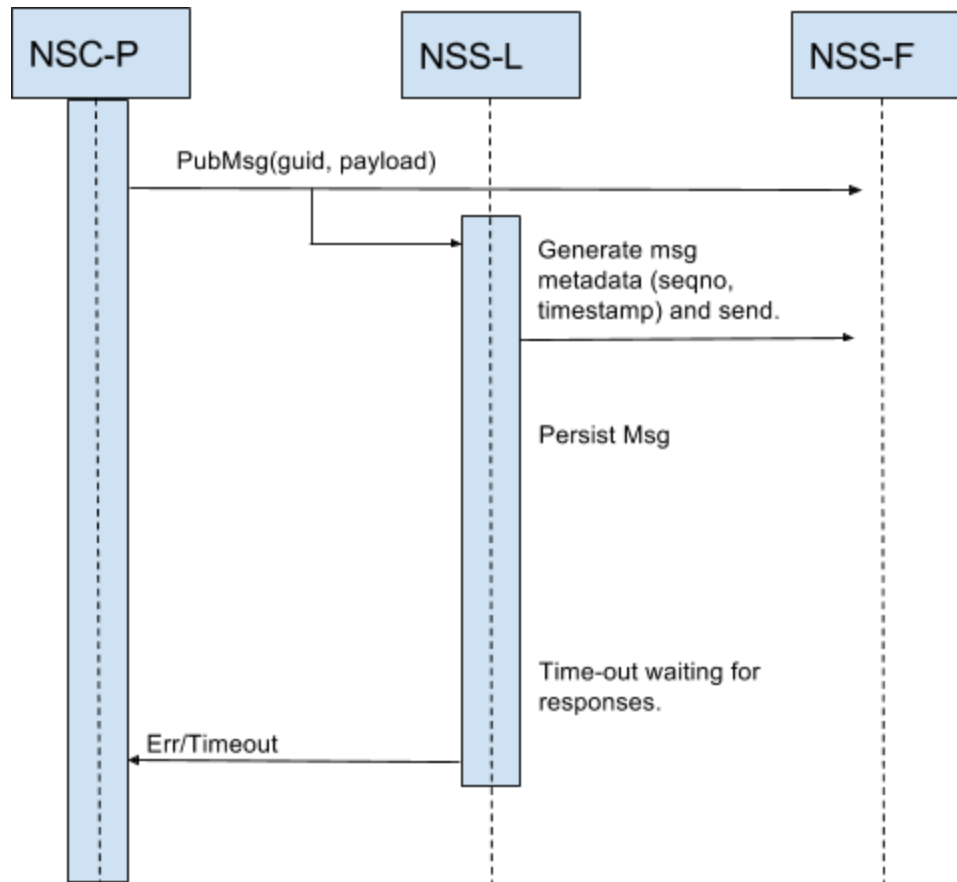 NSC-P
NSS-L
NSS-F
PubMsg(guid, payload)
Generate msg
metadata (seqno,
timestamp) and send.
Persist Msg
Time-out waiting for
responses.
Err/Timeout